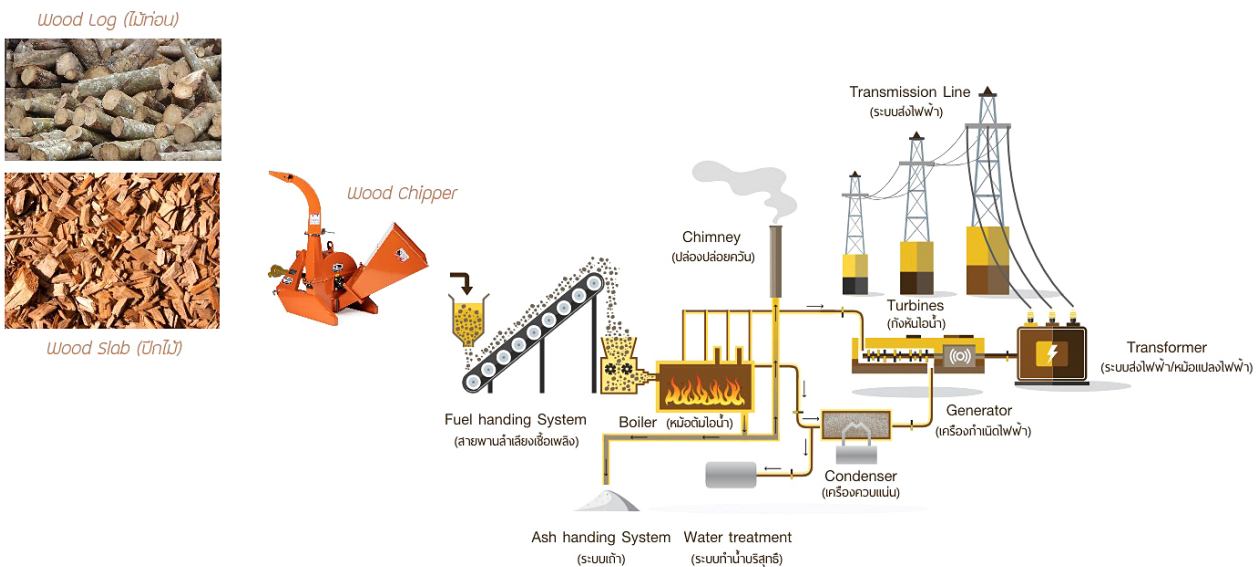 Wood Log (ไม้ท่อน)
Wood Slab (ปีกไม้)
Wood Chipper
Transmission Line
(ระบบส่งไฟฟ้า)
Chimney
(ปล่องปล่อยควัน)
Turbines
(กังหันไอน้ำ)
Transformer
(ระบบส่งไฟฟ้า/หม้อแปลงไฟฟ้า)
Fuel handing System
(สายพานลำเลียงเชื้อเพลิง)
Boiler (หม้อต้มไอน้ำ)
Generator
(เครื่องกำเนิดไฟฟ้า)
Condenser
(เครื่องควบแน่น)
Ash handing System
(ระบบเถ้า)
Water treatment
(ระบบทำน้ำบริสุทธิ์)